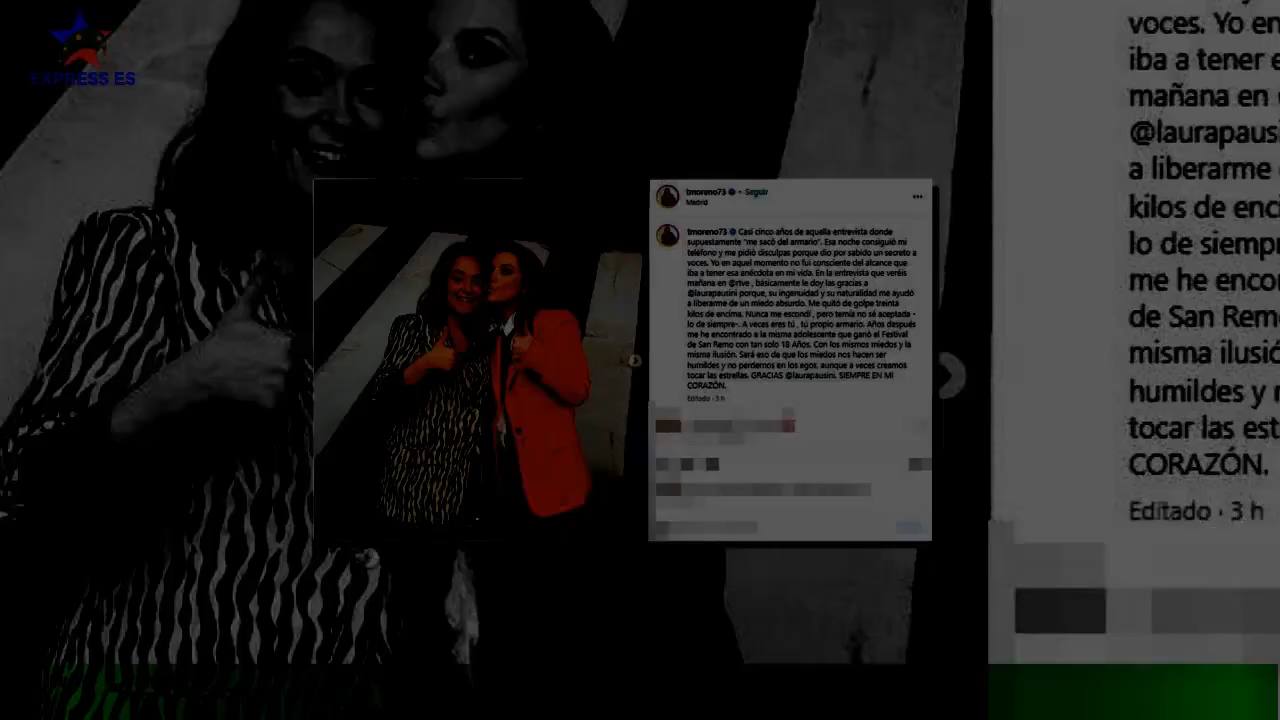 EXPRESS ES
tmoreno73 • Seguir
Madrid
tmoreno73 Casi cinco años de aquella entrevista donde
supuestamente "me sacó del armario". Esa noche consiguió mi
teléfono y me pidió disculpas porque dio por sabido un secreto a
voces. Yo en aquel momento no fui consciente del alcance que
iba a tener esa anécdota en mi vida. En la entrevista que veréis
mañana en @rtve , básicamente le doy las gracias a
@laurapausini porque, su ingenuidad y su naturalidad me ayudó
a liberarme de un miedo absurdo. Me quitó de golpe treinta
kilos de encima. Nunca me escondí , pero temía no sé aceptada -
lo de siempre-. A veces eres tú , tú propio armario. Años después
me he encontrado a la misma adolescente que ganó el Festival
de San Remo con tan solo 18 Años. Con los mismos miedos y la
misma ilusión. Será eso de que los miedos nos hacen ser
humildes y no perdernos en los egos, aunque a veces creamos
tocar las estrellas. GRACIAS @laurapausini. SIEMPRE EN MI
CORAZÓN.
Editado · 3 h
voces. Yo en
iba a tener e
mañana en
@laurapausi
a liberarme
kilos de enci
lo de siemp
me he encon
de San Remo
misma ilusió
humildes y n
tocar las est
CORAZÓN.
Editado · 3 h